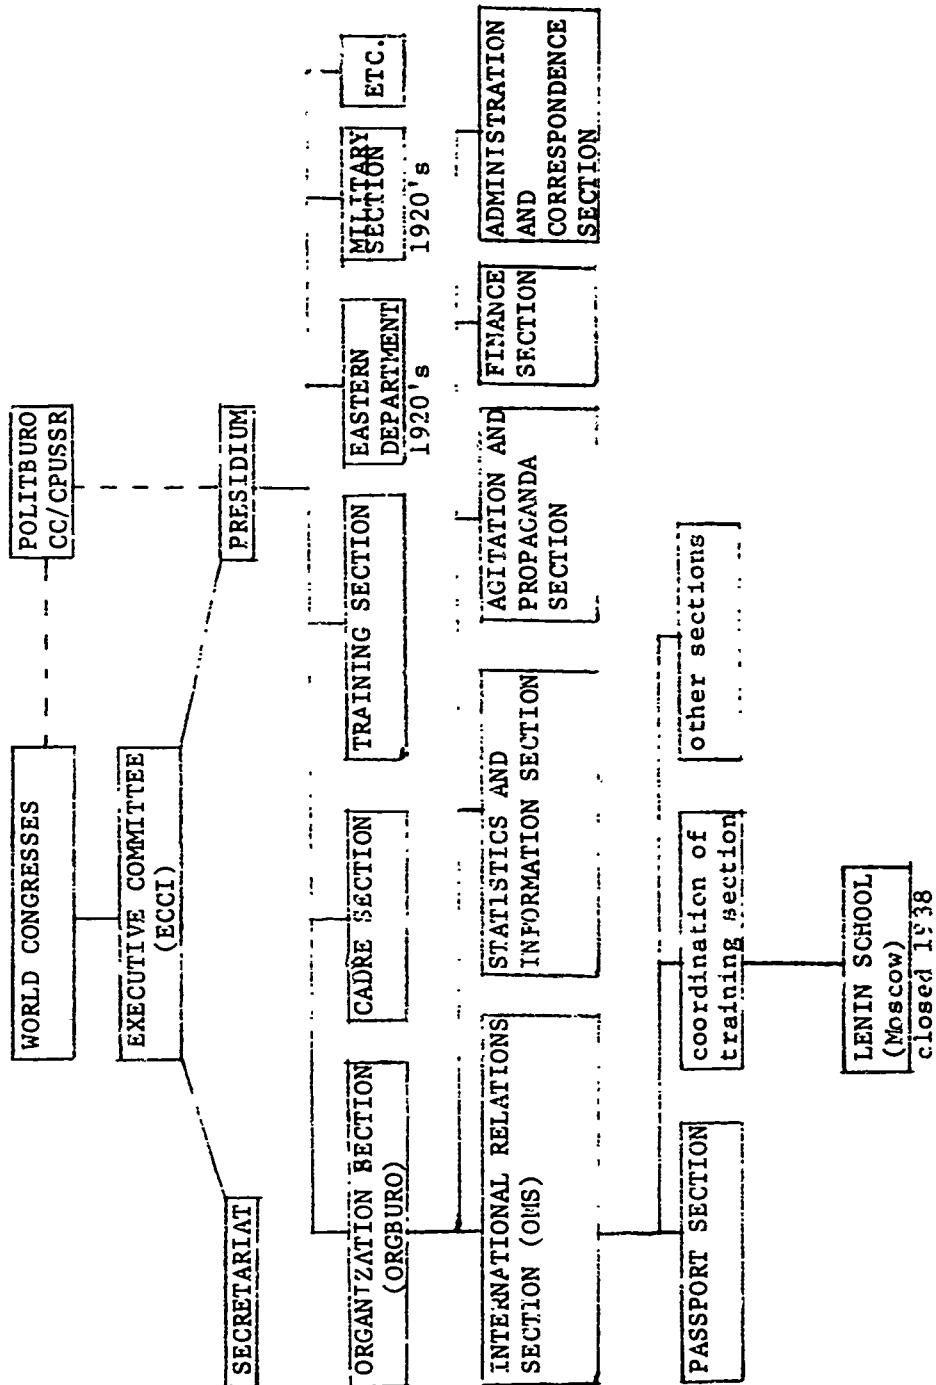 WORLD CONGRESSES
POLITBURO
CC/CPUSSR
EXECUTIVE COMMITTEE
(ECCI)
SECRETARIAT
PRESIDIUM
ORGANIZATION SECTION
(ORGBURO)
CADRE SECTION
TRAINING SECTION
EASTERN
DEPARTMENT
1920's
MILITARY
SECTION
1920's
ETC.
INTERNATIONAL RELATIONS
SECTION (OMS)
STATISTICS AND
INFORMATION SECTION
AGITATION AND
PROPAGANDA
SECTION
FINANCE
SECTION
ADMINISTRATION
AND
CORRESPONDENCE
SECTION
PASSPORT SECTION
coordination of
training section
other sections
LENIN SCHOOL
(Moscow)
closed 1938